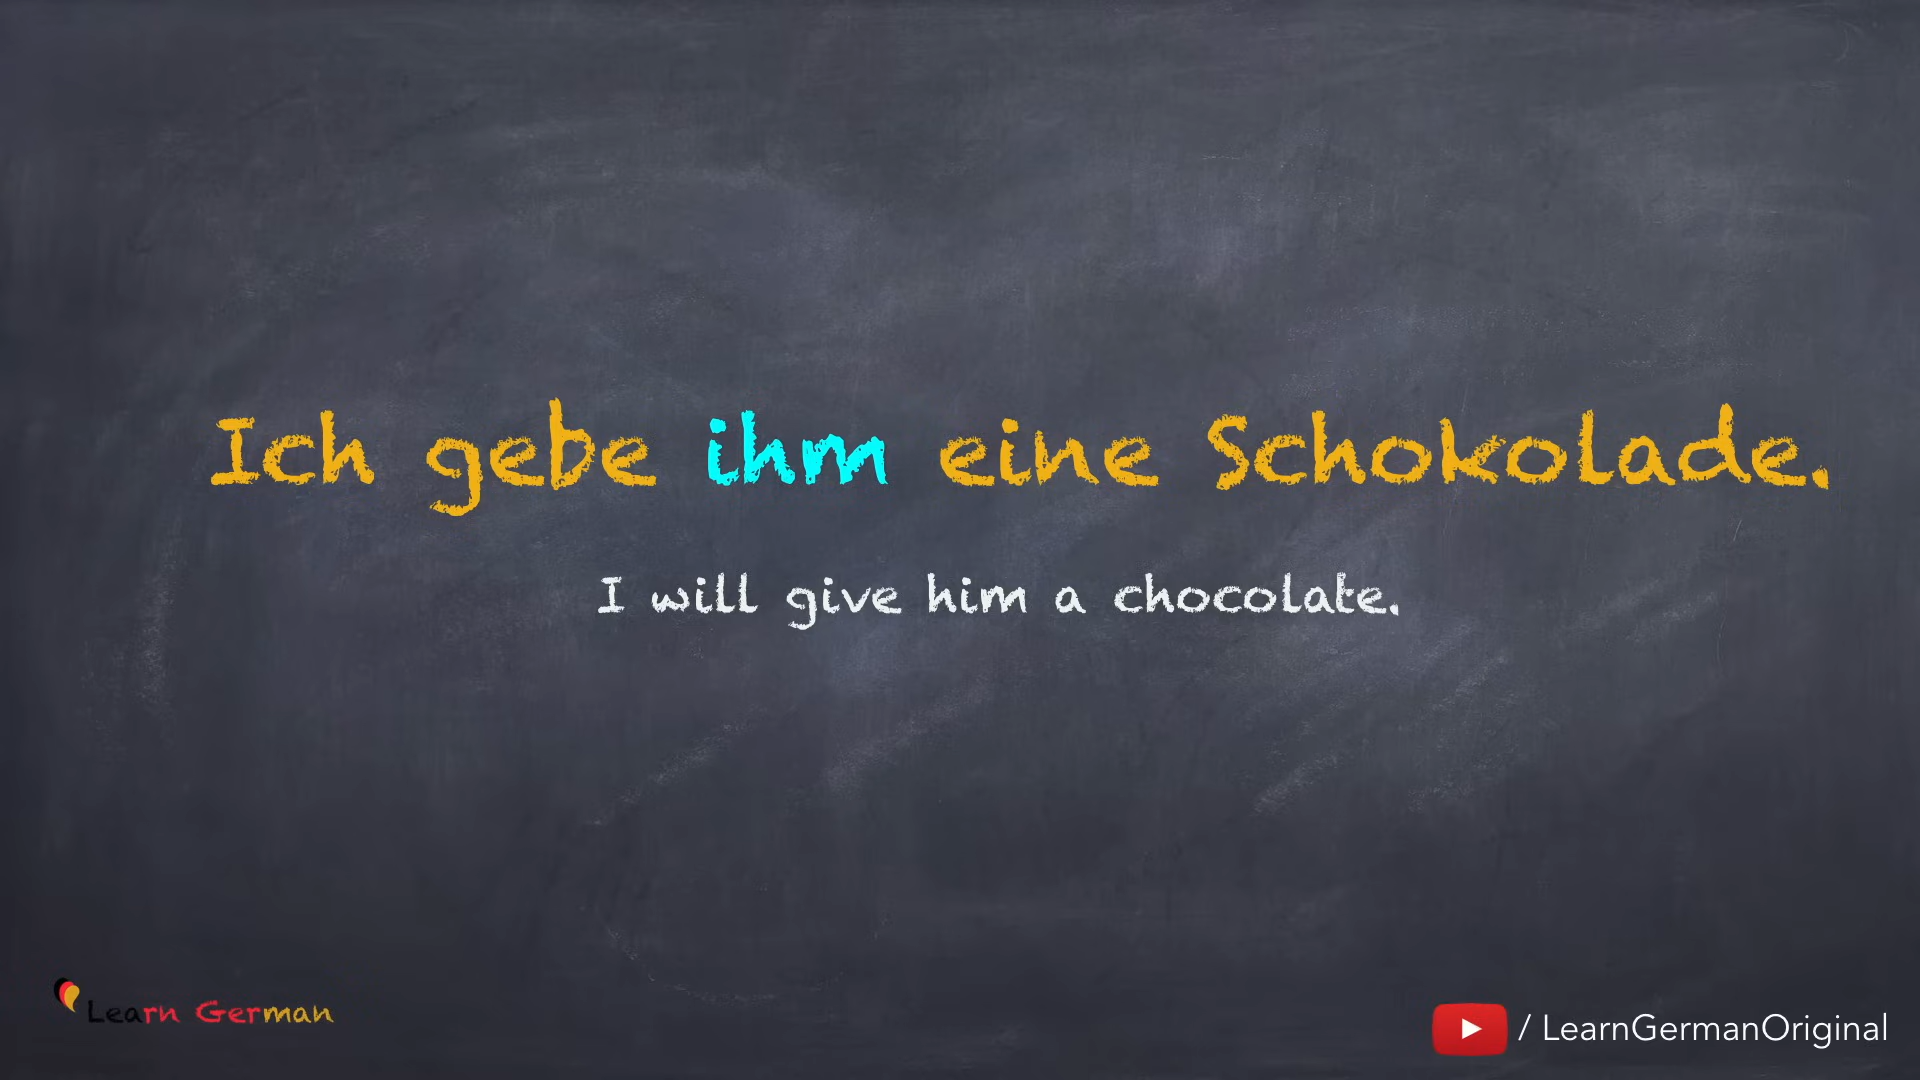 Ich gebe ihm eine Schokolade.
I will give him a chocolate.
Learn German
/ LearnGermanOriginal